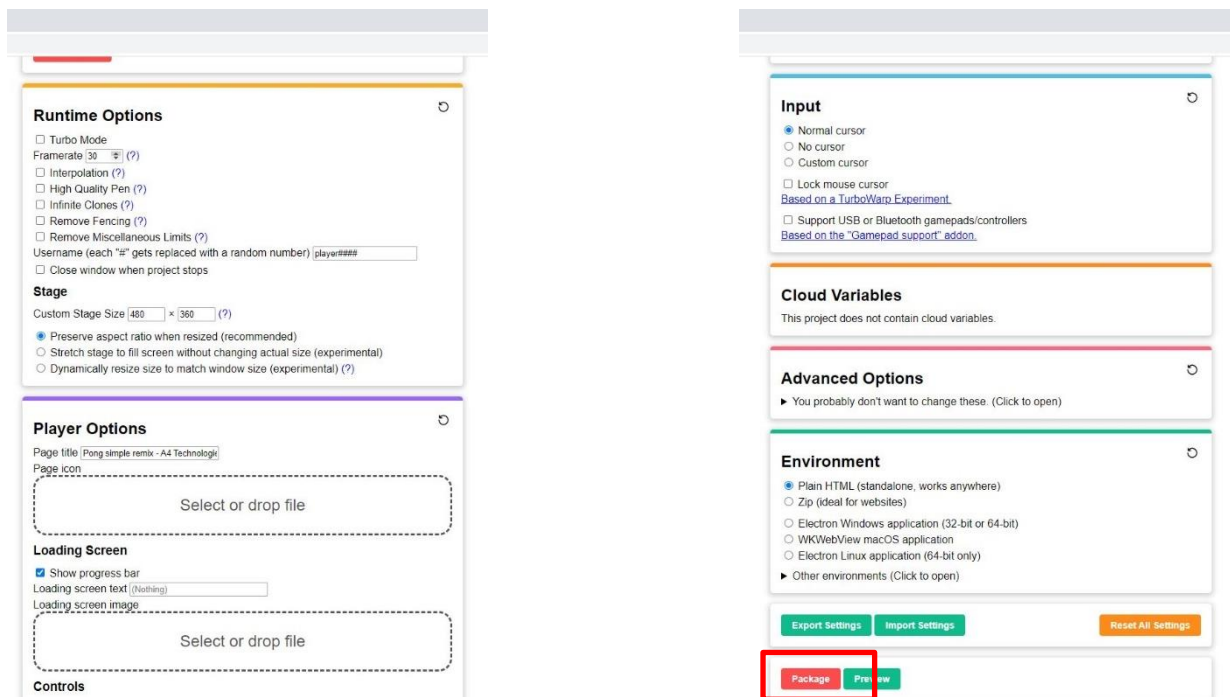 Runtime Options
Turbo Mode
Framerate 30 (?)
Interpolation (?)
High Quality Pen (?)
Infinite Clones (?)
Remove Fencing (?)
Remove Miscellaneous Limits (?)
Username (each "#" gets replaced with a random number) player####
Close window when project stops
Stage
Custom Stage Size 480 × 360 (?)
Preserve aspect ratio when resized (recommended)
Stretch stage to fill screen without changing actual size (experimental)
Dynamically resize size to match window size (experimental) (?)
Player Options
Page title Pong simple remix - A4 Technologie
Page icon
Select or drop file
Loading Screen
Show progress bar
Loading screen text (Nothing)
Loading screen image
Select or drop file
Controls
Input
Normal cursor
No cursor
Custom cursor
Lock mouse cursor
Based on a TurboWarp Experiment.
Support USB or Bluetooth gamepads/controllers
Based on the "Gamepad support" addon.
Cloud Variables
This project does not contain cloud variables.
Advanced Options
You probably don't want to change these. (Click to open)
Environment
Plain HTML (standalone, works anywhere)
Zip (ideal for websites)
Electron Windows application (32-bit or 64-bit)
WKWebView macOS application
Electron Linux application (64-bit only)
Other environments (Click to open)
Export Settings Import Settings Reset All Settings
Package Preview